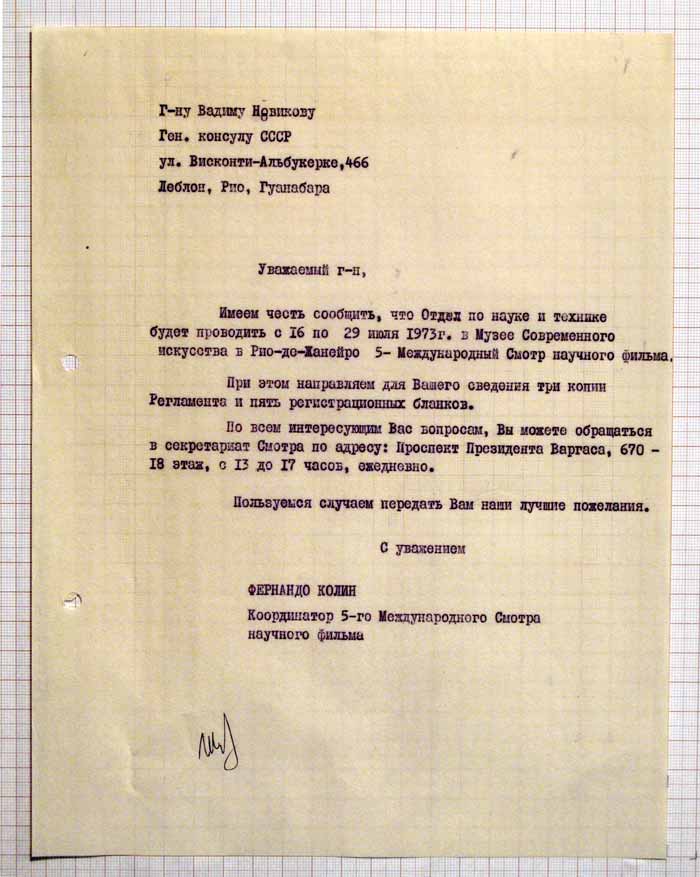 Г-ну Вадиму Новикову
Ген. консулу СССР
ул. Висконти-Альбукерке,466
Леблон, Рио, Гуанабара
Уважаемый г-н,
Имеем честь сообщить, что Отдел по науке и технике
будет проводить с 16 по 29 июля 1973г. в Музее Современного
искусства в Рио-де-Жанейро 5- Международный Смотр научного фильма.
При этом направляем для Вашего сведения три копии
Регламента и пять регистрационных бланков.
По всем интересующим Вас вопросам, Вы можете обращаться
в секретариат Смотра по адресу: Проспект Президента Варгаса, 670 -
18 этаж, с 13 до 17 часов, ежедневно.
Пользуемся случаем передать Вам наши лучшие пожелания.
С уважением
ФЕРНАНДО КОЛИН
Координатор 5-го Международного Смотра
научного фильма